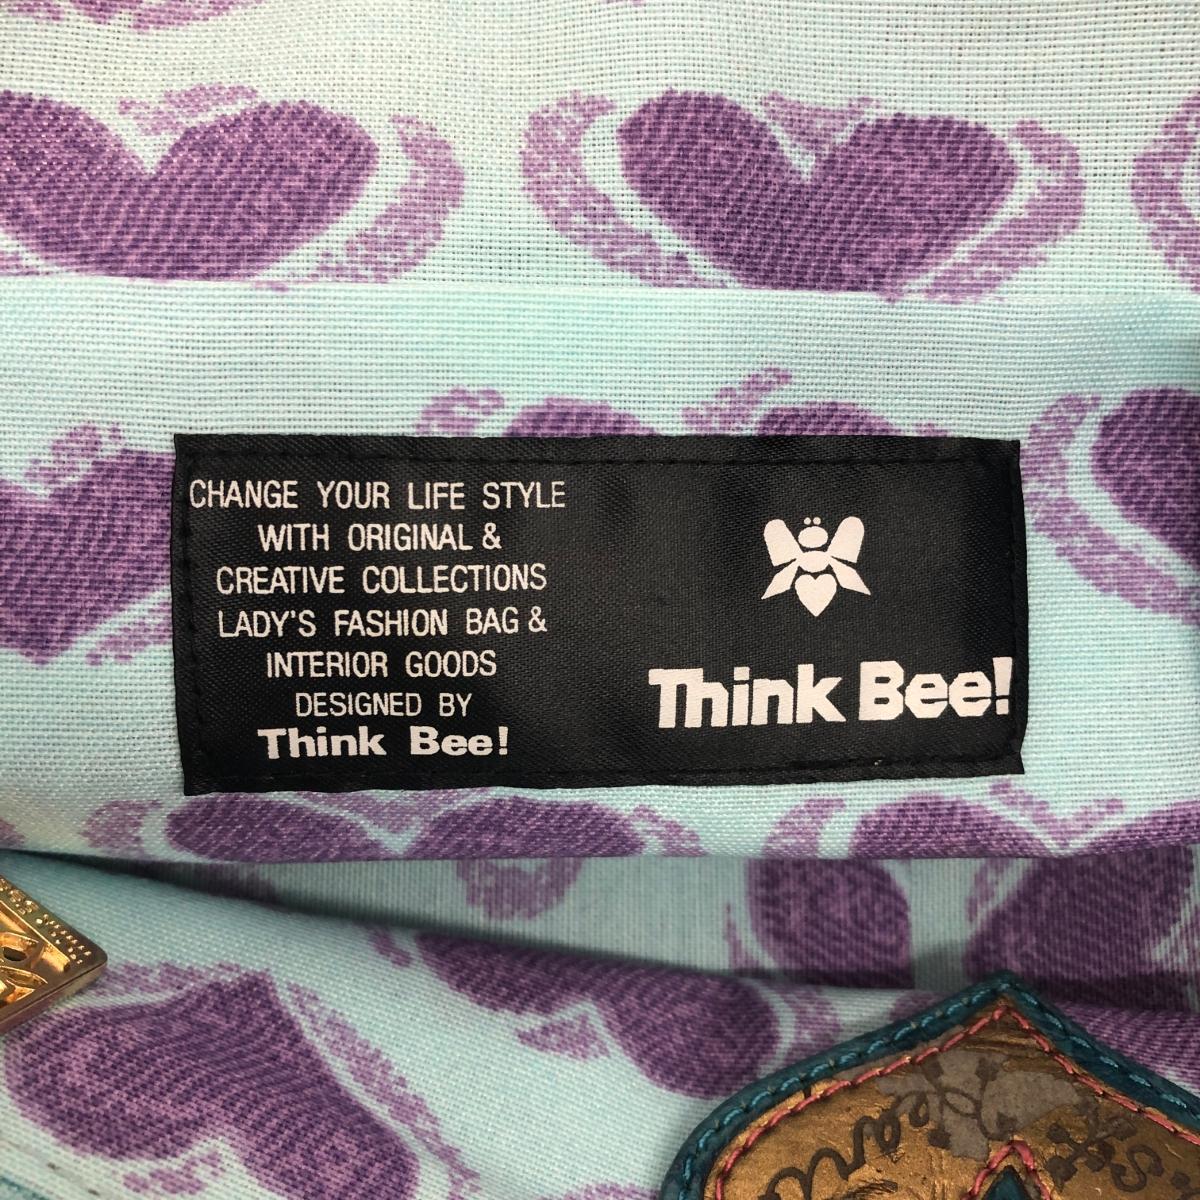 CHANGE YOUR LIFE STYLE
WITH ORIGINAL &
CREATIVE COLLECTIONS
LADY'S FASHION BAG &
INTERIOR GOODS
DESIGNED BY
Think Bee!
Think Bee!